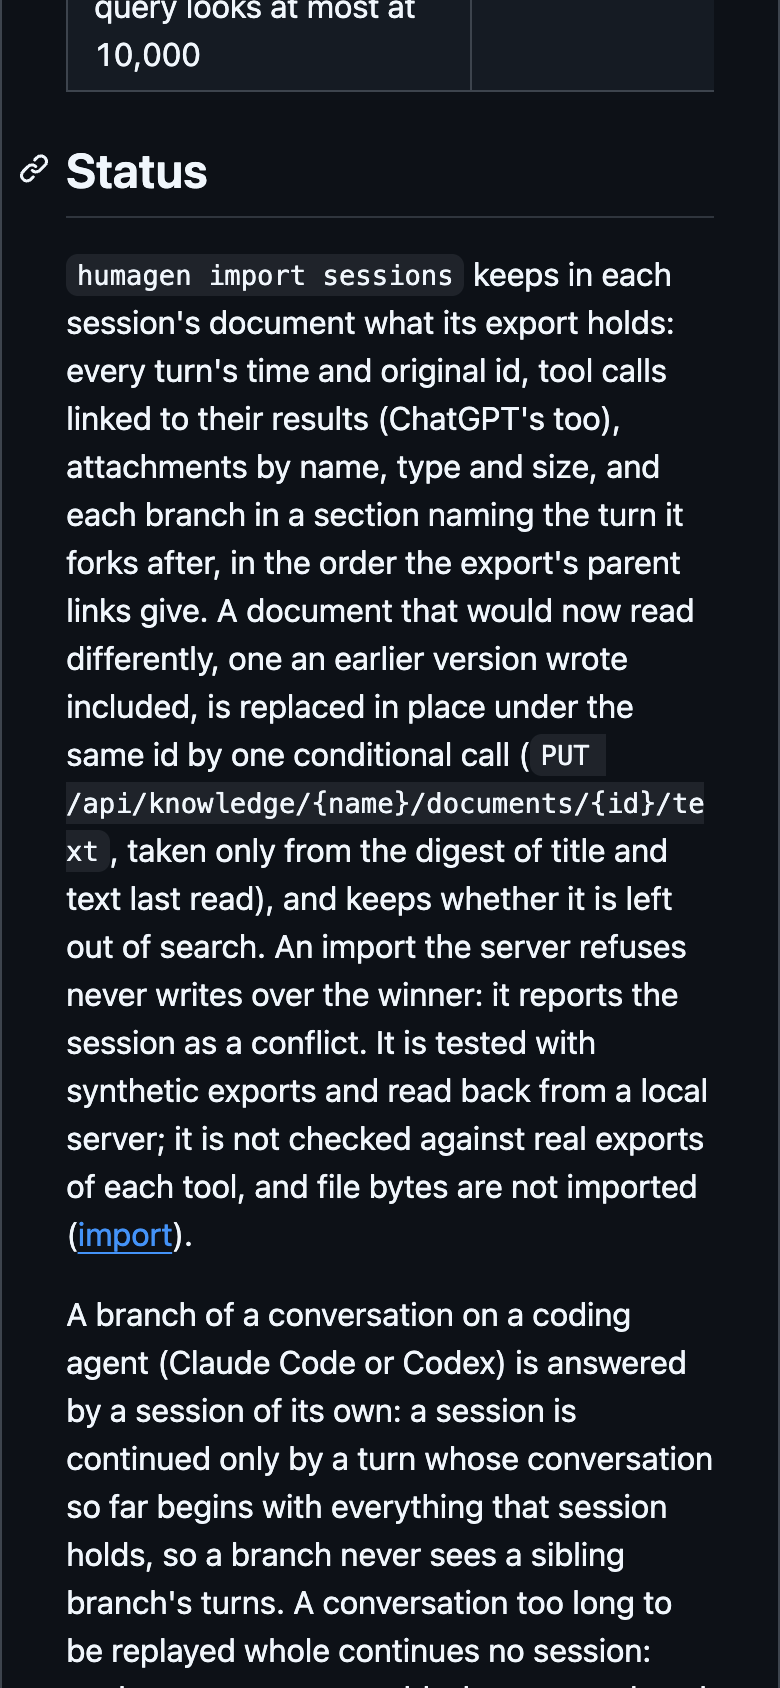 query looks at most at
10,000
Status
humagen import sessions keeps in each
session's document what its export holds:
every turn's time and original id, tool calls
linked to their results (ChatGPT's too),
attachments by name, type and size, and
each branch in a section naming the turn it
forks after, in the order the export's parent
links give. A document that would now read
differently, one an earlier version wrote
included, is replaced in place under the
same id by one conditional call (PUT
/api/knowledge/{name}/documents/{id}/te
xt, taken only from the digest of title and
text last read), and keeps whether it is left
out of search. An import the server refuses
never writes over the winner: it reports the
session as a conflict. It is tested with
synthetic exports and read back from a local
server; it is not checked against real exports
of each tool, and file bytes are not imported
(import).
A branch of a conversation on a coding
agent (Claude Code or Codex) is answered
by a session of its own: a session is
continued only by a turn whose conversation
so far begins with everything that session
holds, so a branch never sees a sibling
branch's turns. A conversation too long to
be replayed whole continues no session: